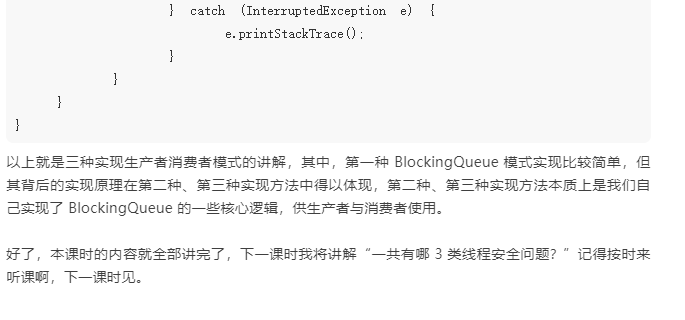 } catch (InterruptedException e) {
e.printStackTrace();
}
}
}
}
以上就是三种实现生产者消费者模式的讲解，其中，第一种 BlockingQueue 模式实现比较简单，但
其背后的实现原理在第二种、第三种实现方法中得以体现，第二种、第三种实现方法本质上是我们自
己实现了 BlockingQueue 的一些核心逻辑，供生产者与消费者使用。
好了，本课时的内容就全部讲完了，下一课时我将讲解“一共有哪 3 类线程安全问题？”记得按时来
听课啊，下一课时见。